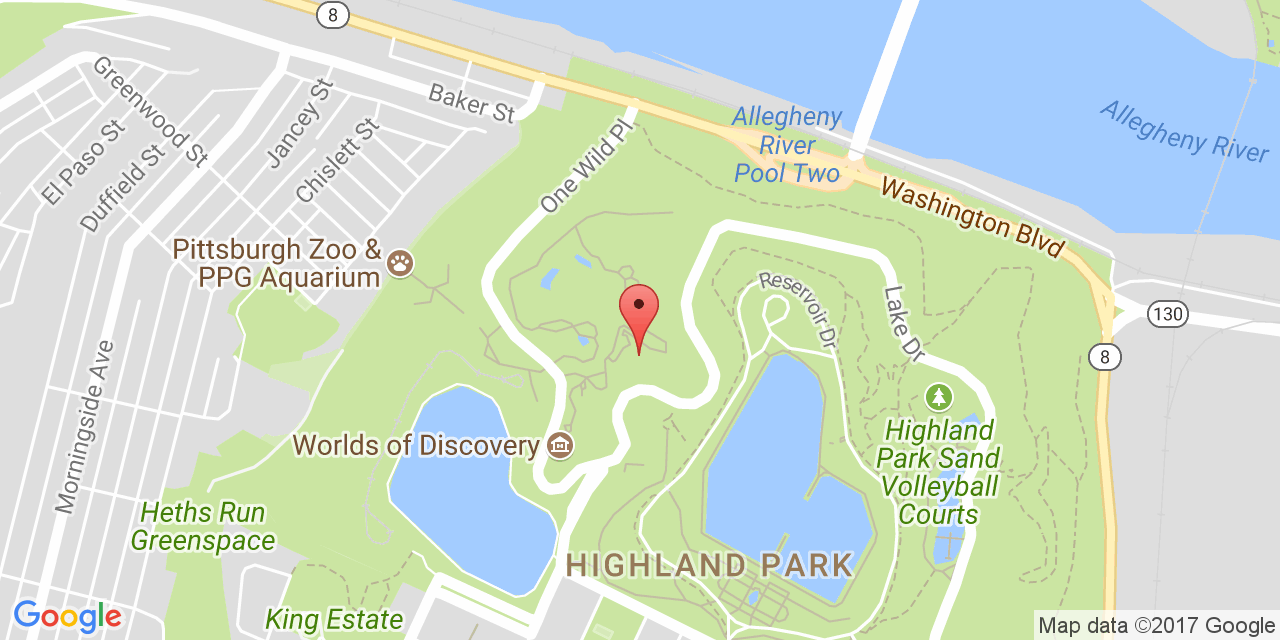 8
Baker St
Greenwood St
Jancey St
Chislett St
El Paso St
Duffield St
One Wild Pl
Allegheny
River
Pool Two
Allegheny River
Washington Blvd
Pittsburgh Zoo &
PPG Aquarium
Reservoir Dr
Lake Dr
130
8
Morningside Ave
Worlds of Discovery
Highland
Park Sand
Volleyball
Courts
Heths Run
Greenspace
HIGHLAND PARK
King Estate
Google
Map data ©2017 Google